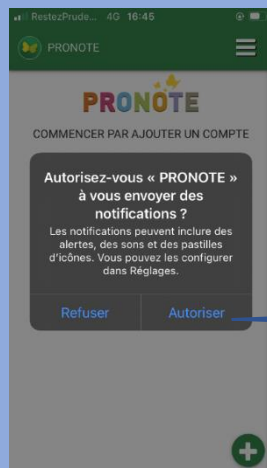 RestezPrude... 4G 16:45
PRONOTE
PRONOTE
COMMENCER PAR AJOUTER UN COMPTE
Autorisez-vous « PRONOTE »
à vous envoyer des
notifications ?
Les notifications peuvent inclure des
alertes, des sons et des pastilles
d'icônes. Vous pouvez les configurer
dans Réglages.
Refuser Autoriser